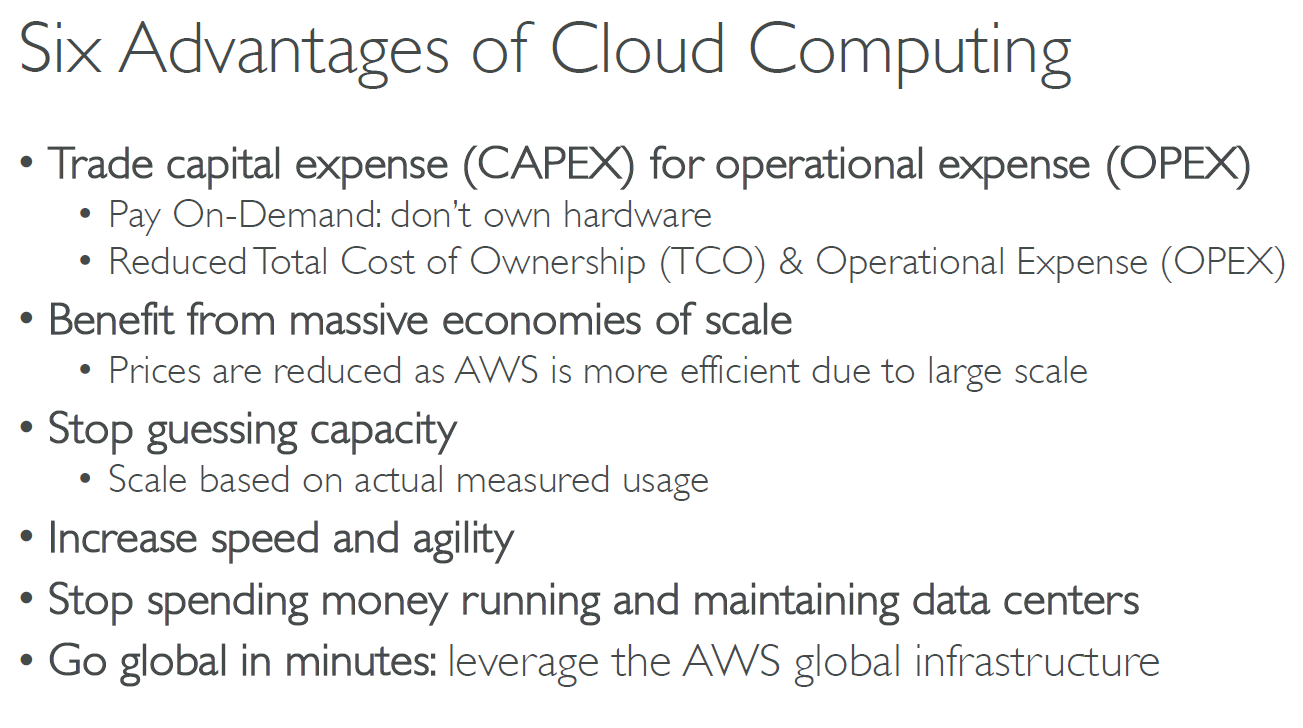 Six Advantages of Cloud Computing
• Trade capital expense (CAPEX) for operational expense (OPEX)
• Pay On-Demand: don’t own hardware
• Reduced Total Cost of Ownership (TCO) & Operational Expense (OPEX)
• Benefit from massive economies of scale
• Prices are reduced as AWS is more efficient due to large scale
• Stop guessing capacity
• Scale based on actual measured usage
• Increase speed and agility
• Stop spending money running and maintaining data centers
• Go global in minutes: leverage the AWS global infrastructure